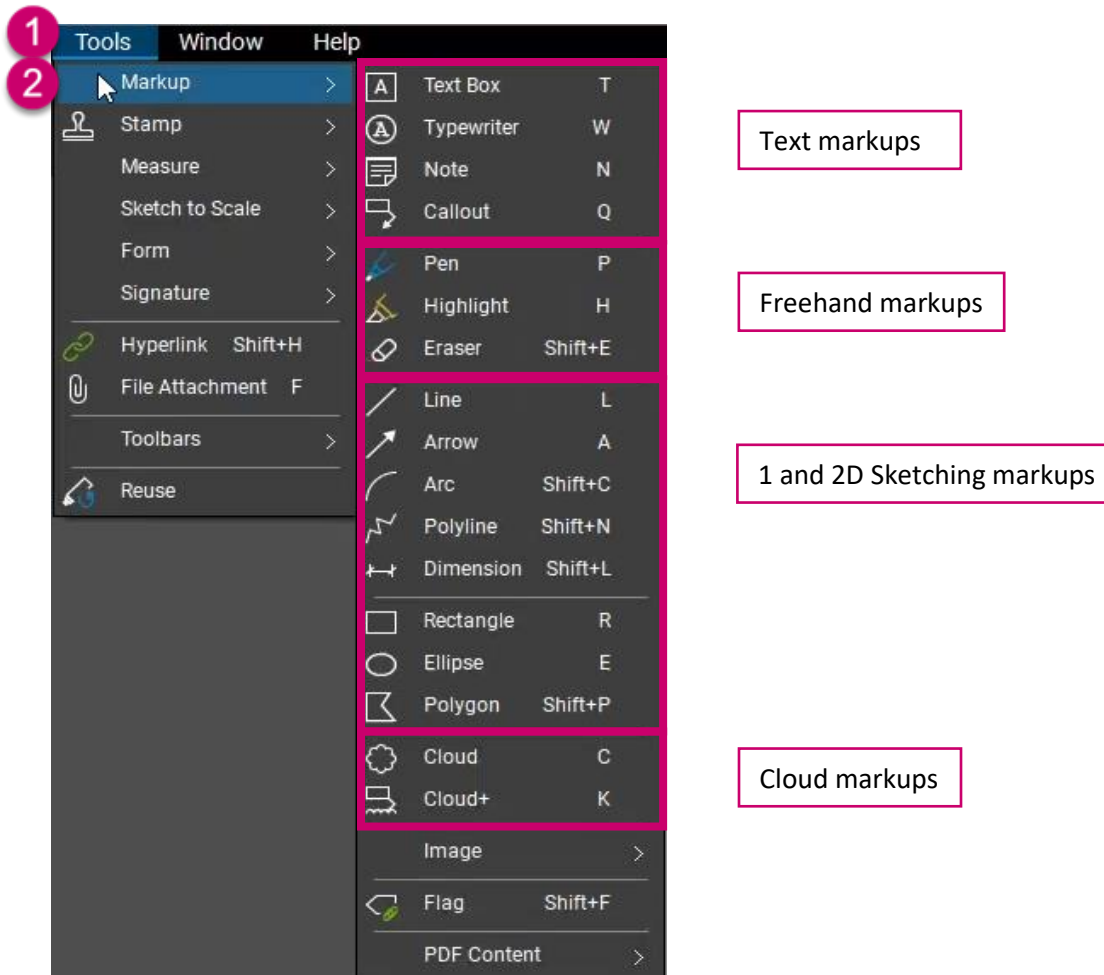 1
Tools Window Help
2
Markup >
Stamp >
Measure >
Sketch to Scale >
Form >
Signature >
Hyperlink Shift+H
File Attachment F
Toolbars >
Reuse
A Text Box T
A Typewriter W
Note N
Callout Q
Pen P
Highlight H
Eraser Shift+E
Line L
Arrow A
Arc Shift+C
Polyline Shift+N
Dimension Shift+L
Rectangle R
Ellipse E
Polygon Shift+P
Cloud C
Cloud+ K
Image >
Flag Shift+F
PDF Content >
Text markups
Freehand markups
1 and 2D Sketching markups
Cloud markups